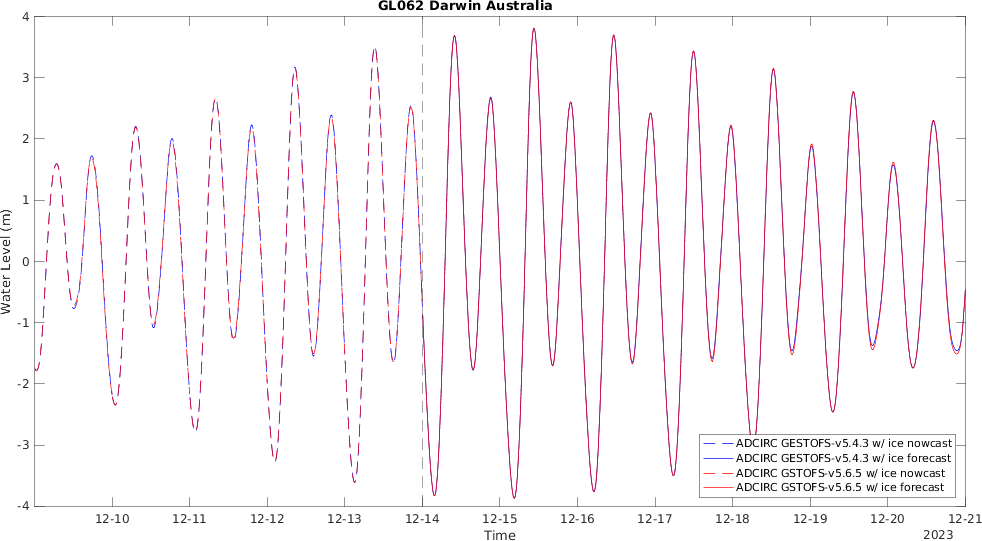 GL062 Darwin Australia
4
3
2
1
0
-1
-2
-3
-4
Water Level (m)
ADCIRC GESTOFS-v5.4.3 w/ ice nowcast
ADCIRC GESTOFS-v5.4.3 w/ ice forecast
ADCIRC GSTOFS-v5.6.5 w/ ice nowcast
ADCIRC GSTOFS-v5.6.5 w/ ice forecast
12-10 12-11 12-12 12-13 12-14 12-15 12-16 12-17 12-18 12-19 12-20 12-21
Time 2023